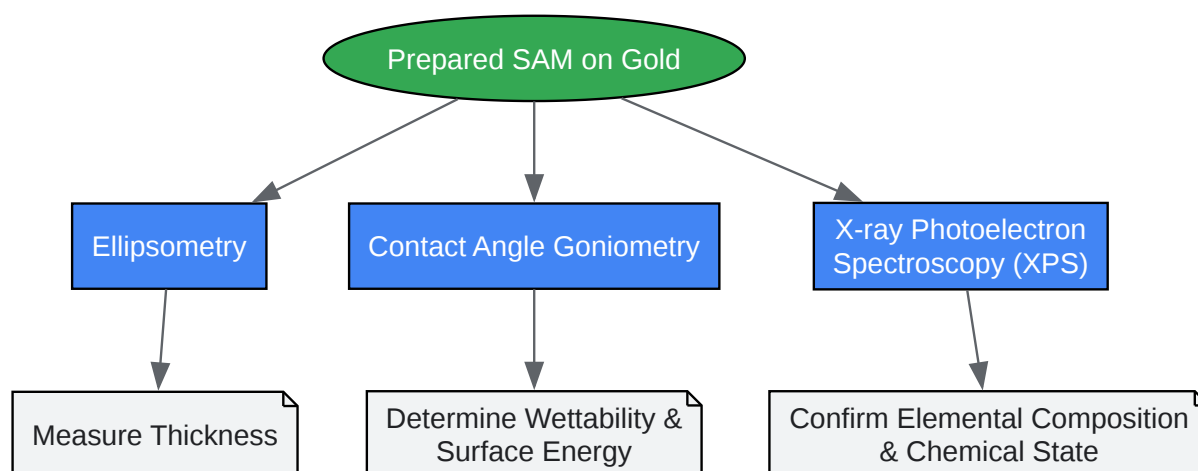 Prepared SAM on Gold
Ellipsometry
Contact Angle Goniometry
X-ray Photoelectron
Spectroscopy (XPS)
Measure Thickness
Determine Wettability &
Surface Energy
Confirm Elemental Composition
& Chemical State